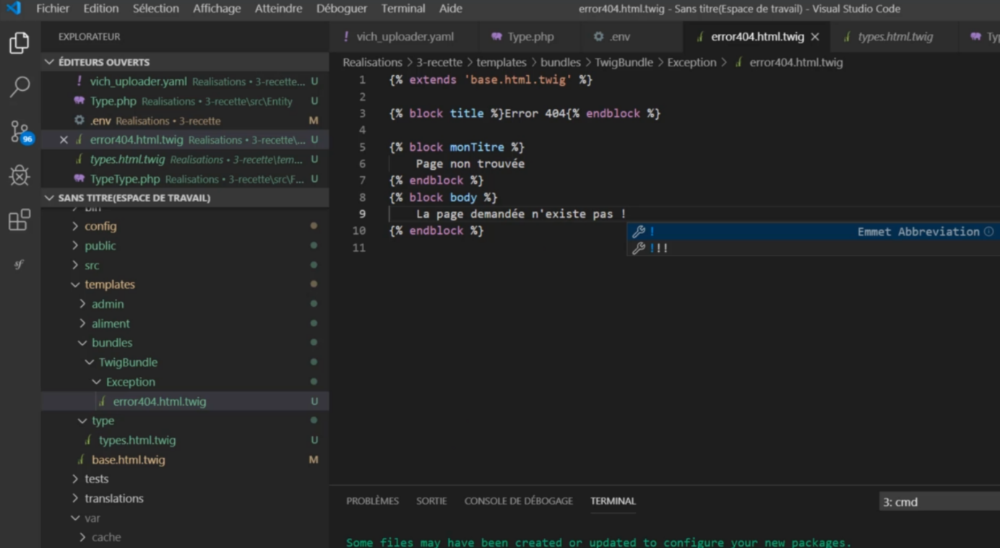 Fichier Edition Sélection Affichage Atteindre Déboguer Terminal Aide error404.html.twig - Sans titre(Espace de travail) - Visual Studio Code
EXPLORATEUR
ÉDITEURS OUVERTS
! vich_uploader.yaml Realisations • 3-recette... U
Type.php Realisations • 3-recette\src\Entity U
.env Realisations • 3-recette M
error404.html.twig Realisations • 3-recette\... U
types.html.twig Realisations • 3-recette\tem... U
TypeType.php Realisations • 3-recette\src\F... U
SANS TITRE(ESPACE DE TRAVAIL)
config
public
src
templates
admin
aliment
bundles
TwigBundle
Exception
error404.html.twig U
type
types.html.twig U
base.html.twig M
tests
translations
var
cache
96
sf
! vich_uploader.yaml Type.php .env error404.html.twig types.html.twig
Realisations > 3-recette > templates > bundles > TwigBundle > Exception > error404.html.twig
1 {% extends 'base.html.twig' %}
2
3 {% block title %}Error 404{% endblock %}
4
5 {% block monTitre %}
6 Page non trouvée
7 {% endblock %}
8 {% block body %}
9 La page demandée n'existe pas !
10 {% endblock %}
11
! Emmet Abbreviation
!!!
PROBLÈMES SORTIE CONSOLE DE DÉBOGAGE TERMINAL 3: cmd
Some files may have been created or updated to configure your new packages.